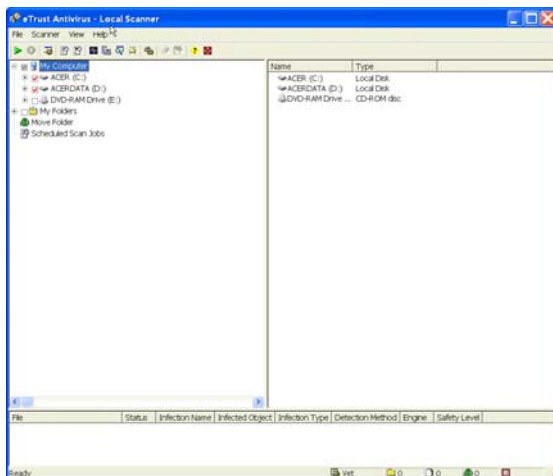 eTrust Antivirus - Local Scanner
File Scanner View Help
My Computer
ACER (C:)
ACERDATA (D:)
DVD-RAM Drive (E:)
My Folders
Move Folder
Scheduled Scan Jobs
Name Type
ACER (C:) Local Disk
ACERDATA (D:) Local Disk
DVD-RAM Drive ... CD-ROM disc
File Status Infection Name Infected Object Infection Type Detection Method Engine Safety Level
Ready Vet 0 0 0